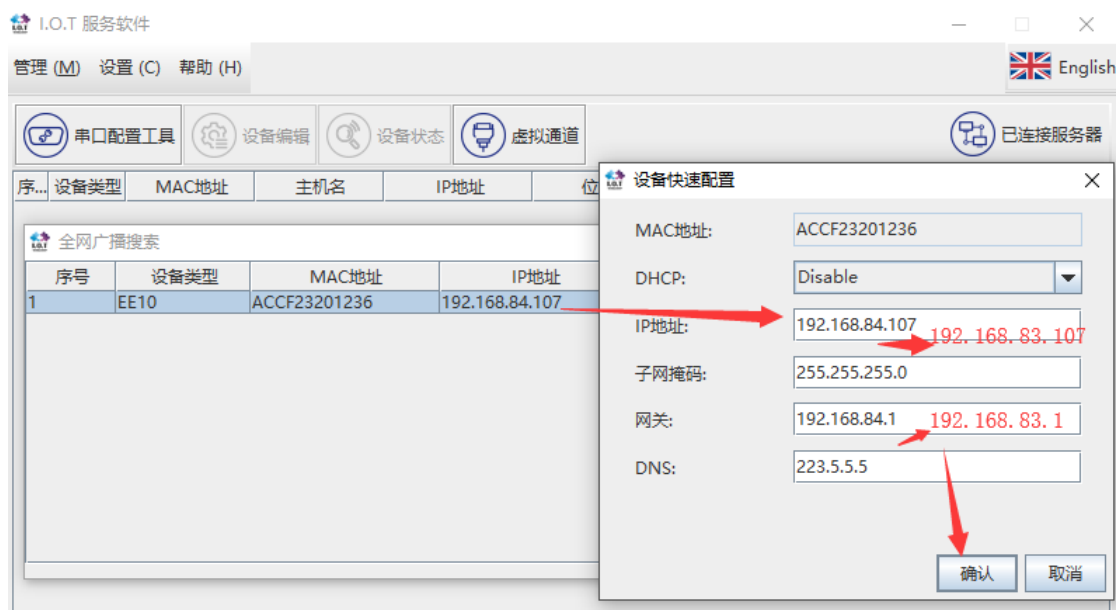 I.O.T 服务软件
管理 (M) 设置 (C) 帮助 (H)
English
串口配置工具 设备编辑 设备状态 虚拟通道 已连接服务器
序... 设备类型 MAC地址 主机名 IP地址 位
设备快速配置
全网广播搜索
序号 设备类型 MAC地址 IP地址
1 EE10 ACCF23201236 192.168.84.107
MAC地址: ACCF23201236
DHCP: Disable
IP地址: 192.168.84.107 192.168.83.107
子网掩码: 255.255.255.0
网关: 192.168.84.1 192.168.83.1
DNS: 223.5.5.5
确认 取消